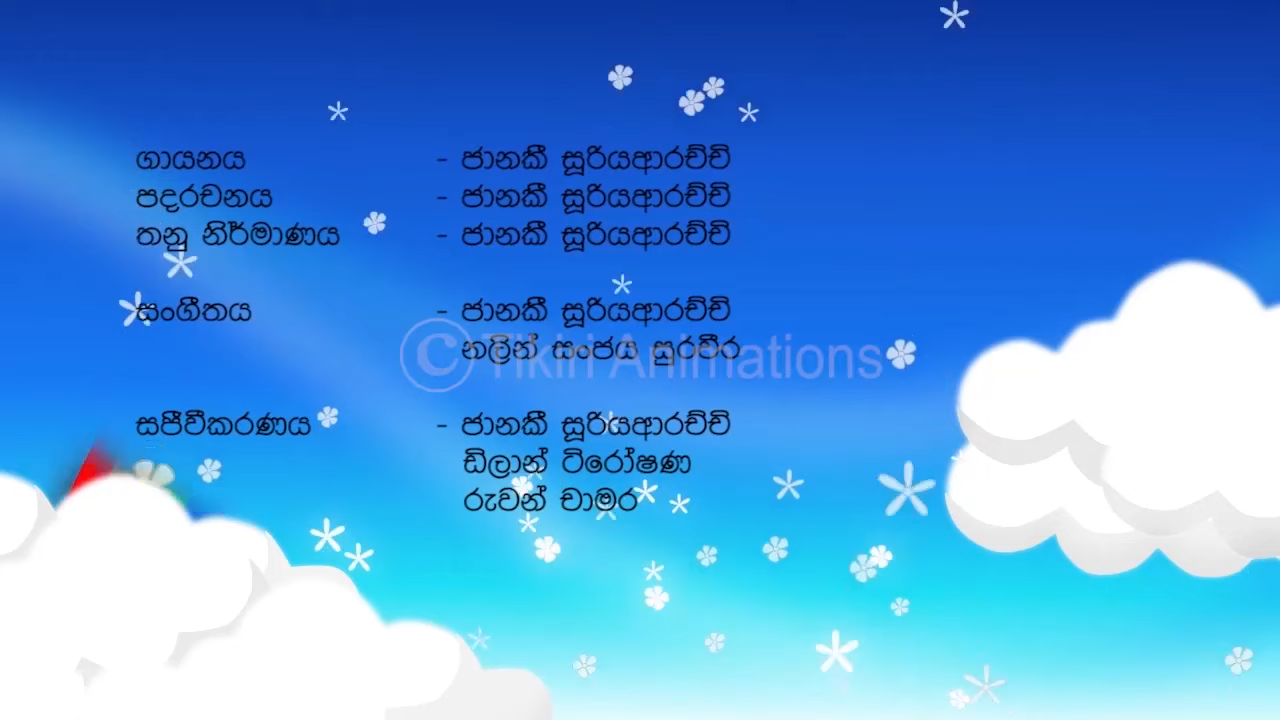 ගායනය - ජානකී සූරියආරච්චි
පදරචනය - ජානකී සූරියආරච්චි
තනු නිර්මාණය - ජානකී සූරියආරච්චි
සංගීතය - ජානකී සූරියආරච්චි
නලින් සංජය සුරවීර
© Tikiri Animations
සජීවීකරණය - ජානකී සූරියආරච්චි
ඩිලාන් ටිරෝෂණ
රුවන් චාමර